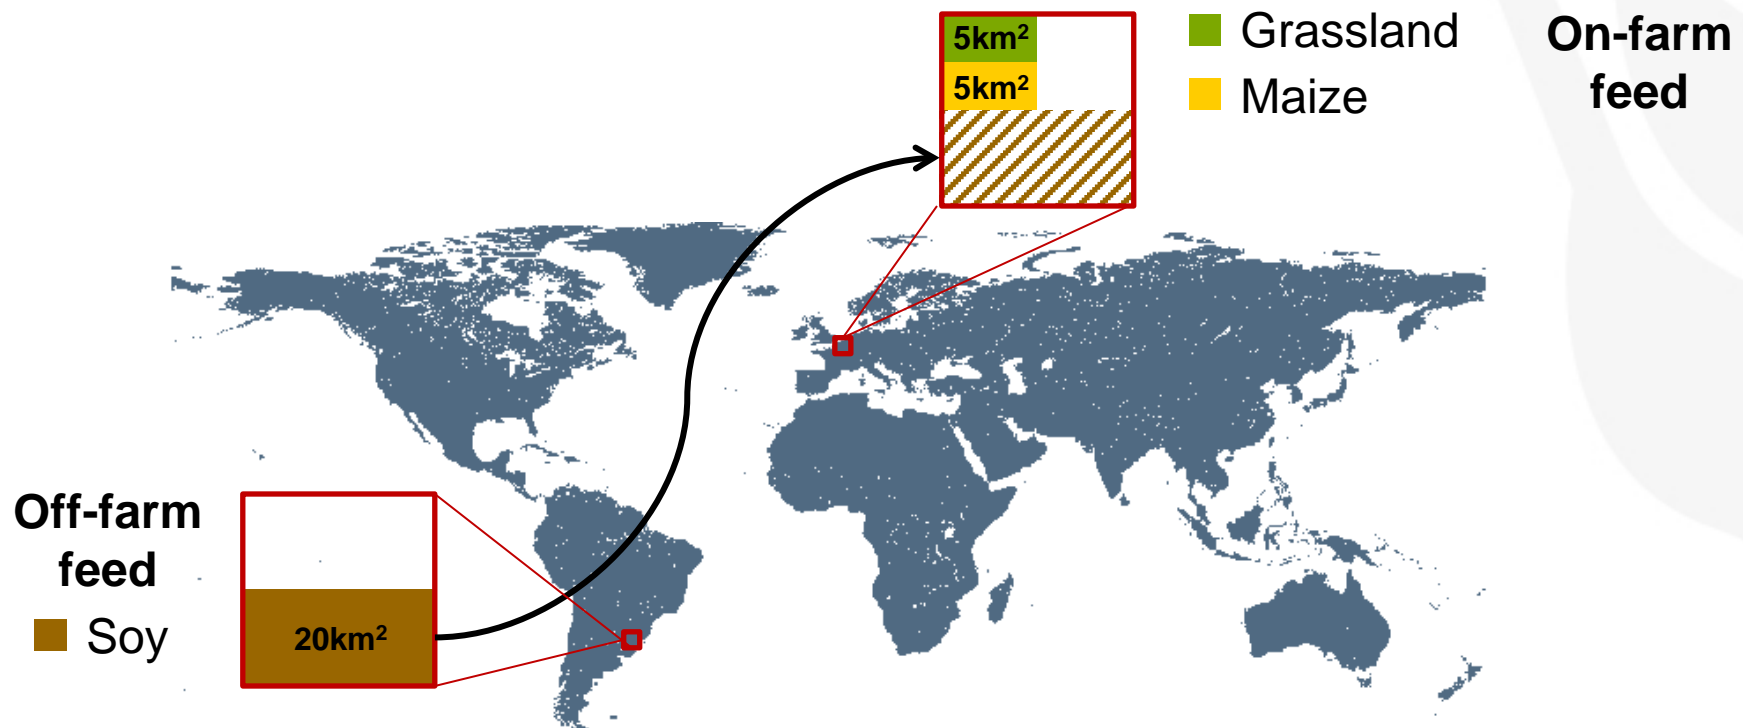 5km²
5km²
Grassland
Maize
On-farm
feed
Off-farm
feed
Soy
20km²